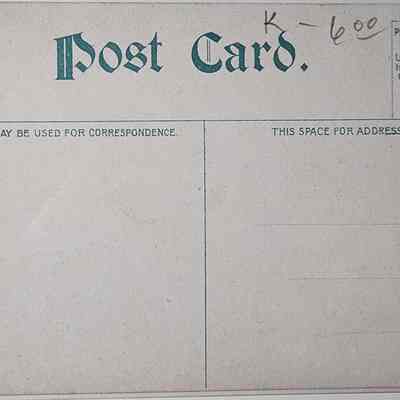 K - 6.00
Post Card.
AY BE USED FOR CORRESPONDENCE.
THIS SPACE FOR ADDRESS